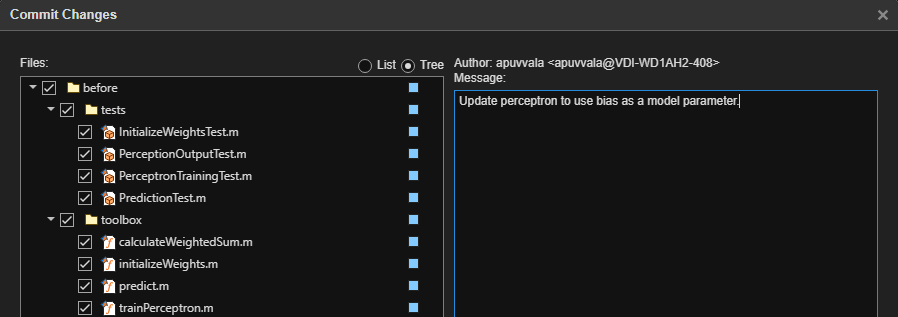 Commit Changes
Files:
List
Tree
before
tests
InitializeWeightsTest.m
PerceptionOutputTest.m
PerceptronTrainingTest.m
PredictionTest.m
toolbox
calculateWeightedSum.m
initializeWeights.m
predict.m
trainPerceptron.m
Author: apuvvala <apuvvala@VDI-WD1AH2-408>
Message:
Update perceptron to use bias as a model parameter.